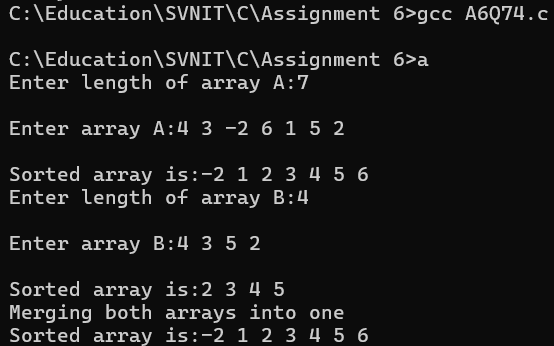 C:\Education\SVNIT\C\Assignment 6>gcc A6Q74.c
C:\Education\SVNIT\C\Assignment 6>a
Enter length of array A:7
Enter array A:4 3 -2 6 1 5 2
Sorted array is:-2 1 2 3 4 5 6
Enter length of array B:4
Enter array B:4 3 5 2
Sorted array is:2 3 4 5
Merging both arrays into one
Sorted array is:-2 1 2 3 4 5 6